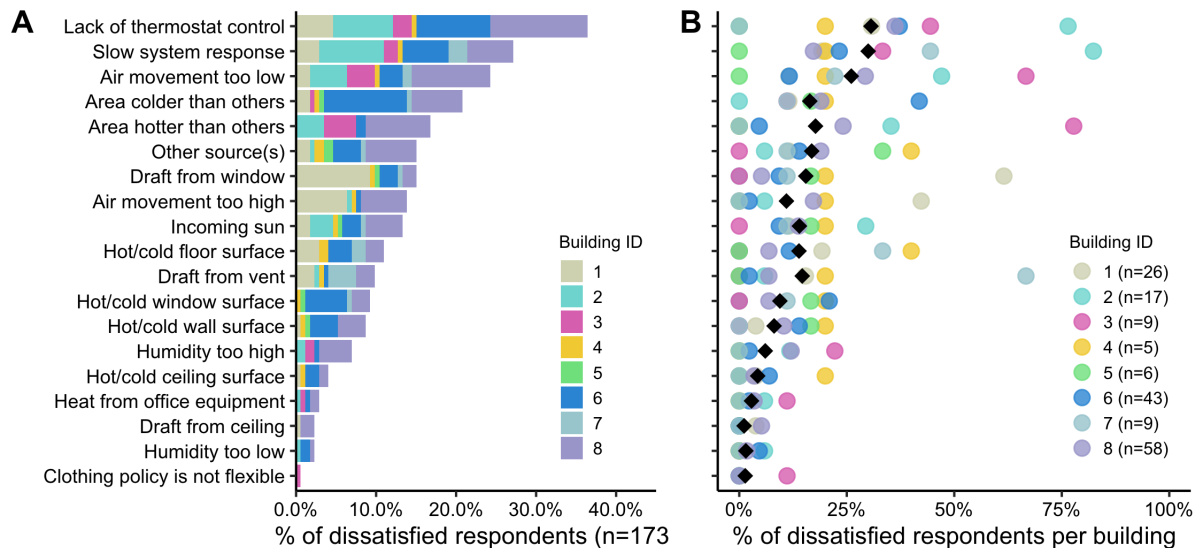 A
Lack of thermostat control
Slow system response
Air movement too low
Area colder than others
Area hotter than others
Other source(s)
Draft from window
Air movement too high
Incoming sun
Hot/cold floor surface
Draft from vent
Hot/cold window surface
Hot/cold wall surface
Humidity too high
Hot/cold ceiling surface
Heat from office equipment
Draft from ceiling
Humidity too low
Clothing policy is not flexible
Building ID
1
2
3
4
5
6
7
8
0.0% 10.0% 20.0% 30.0% 40.0%
% of dissatisfied respondents (n=173
B
Building ID
1 (n=26)
2 (n=17)
3 (n=9)
4 (n=5)
5 (n=6)
6 (n=43)
7 (n=9)
8 (n=58)
0% 25% 50% 75% 100%
% of dissatisfied respondents per building